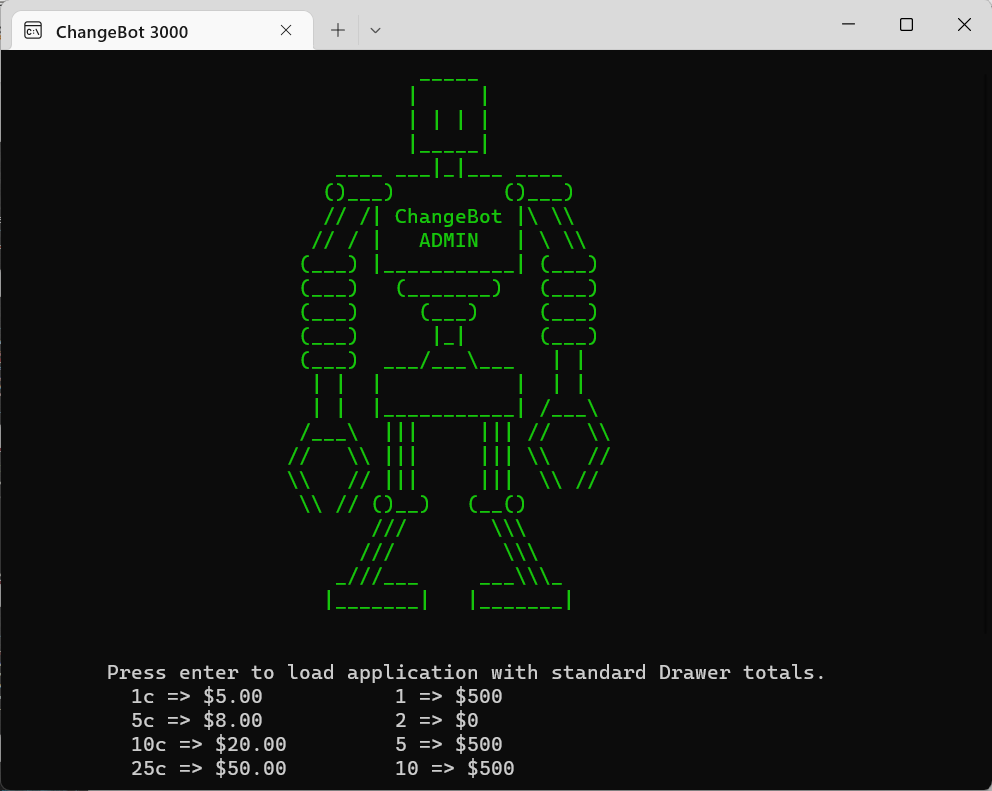 ChangeBot 3000
ChangeBot
ADMIN
Press enter to load application with standard Drawer totals.
1c => $5.00 1 => $500
5c => $8.00 2 => $0
10c => $20.00 5 => $500
25c => $50.00 10 => $500